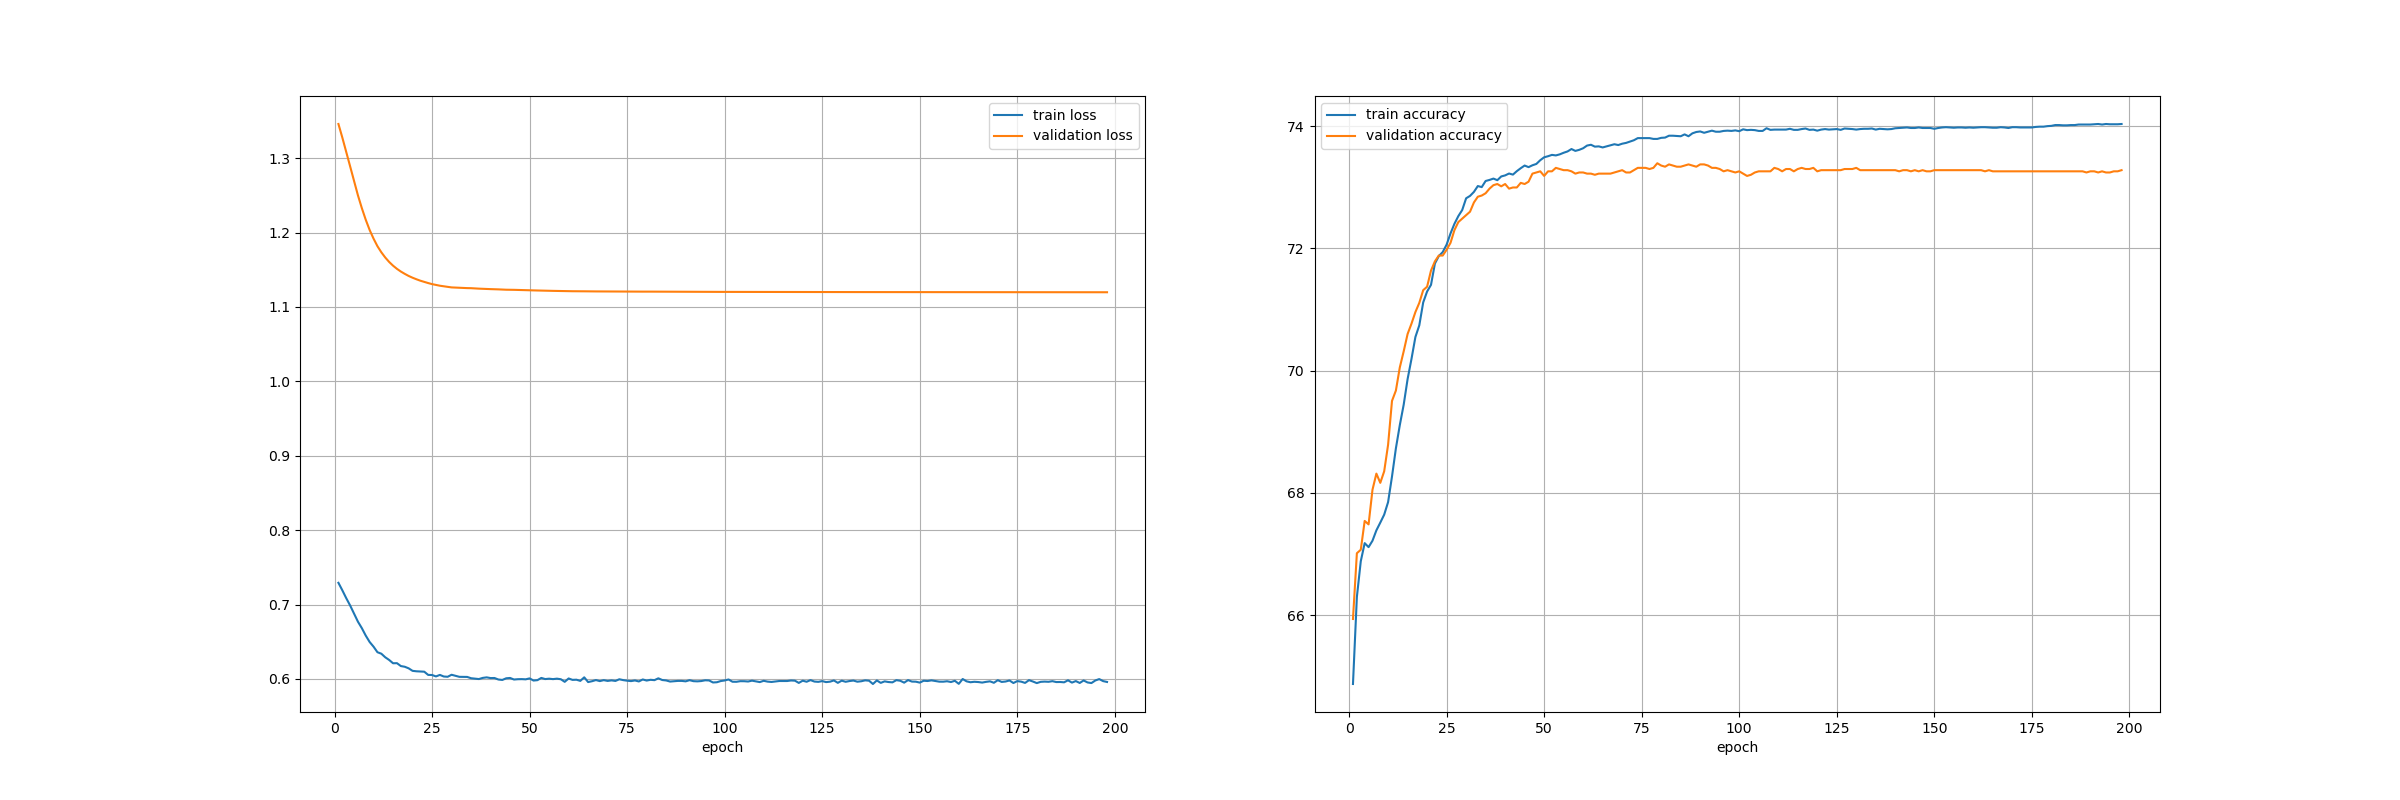 train loss
validation loss
1.3
1.2
1.1
1.0
0.9
0.8
0.7
0.6
0 25 50 75 100 125 150 175 200
epoch
train accuracy
validation accuracy
74
72
70
68
66
0 25 50 75 100 125 150 175 200
epoch